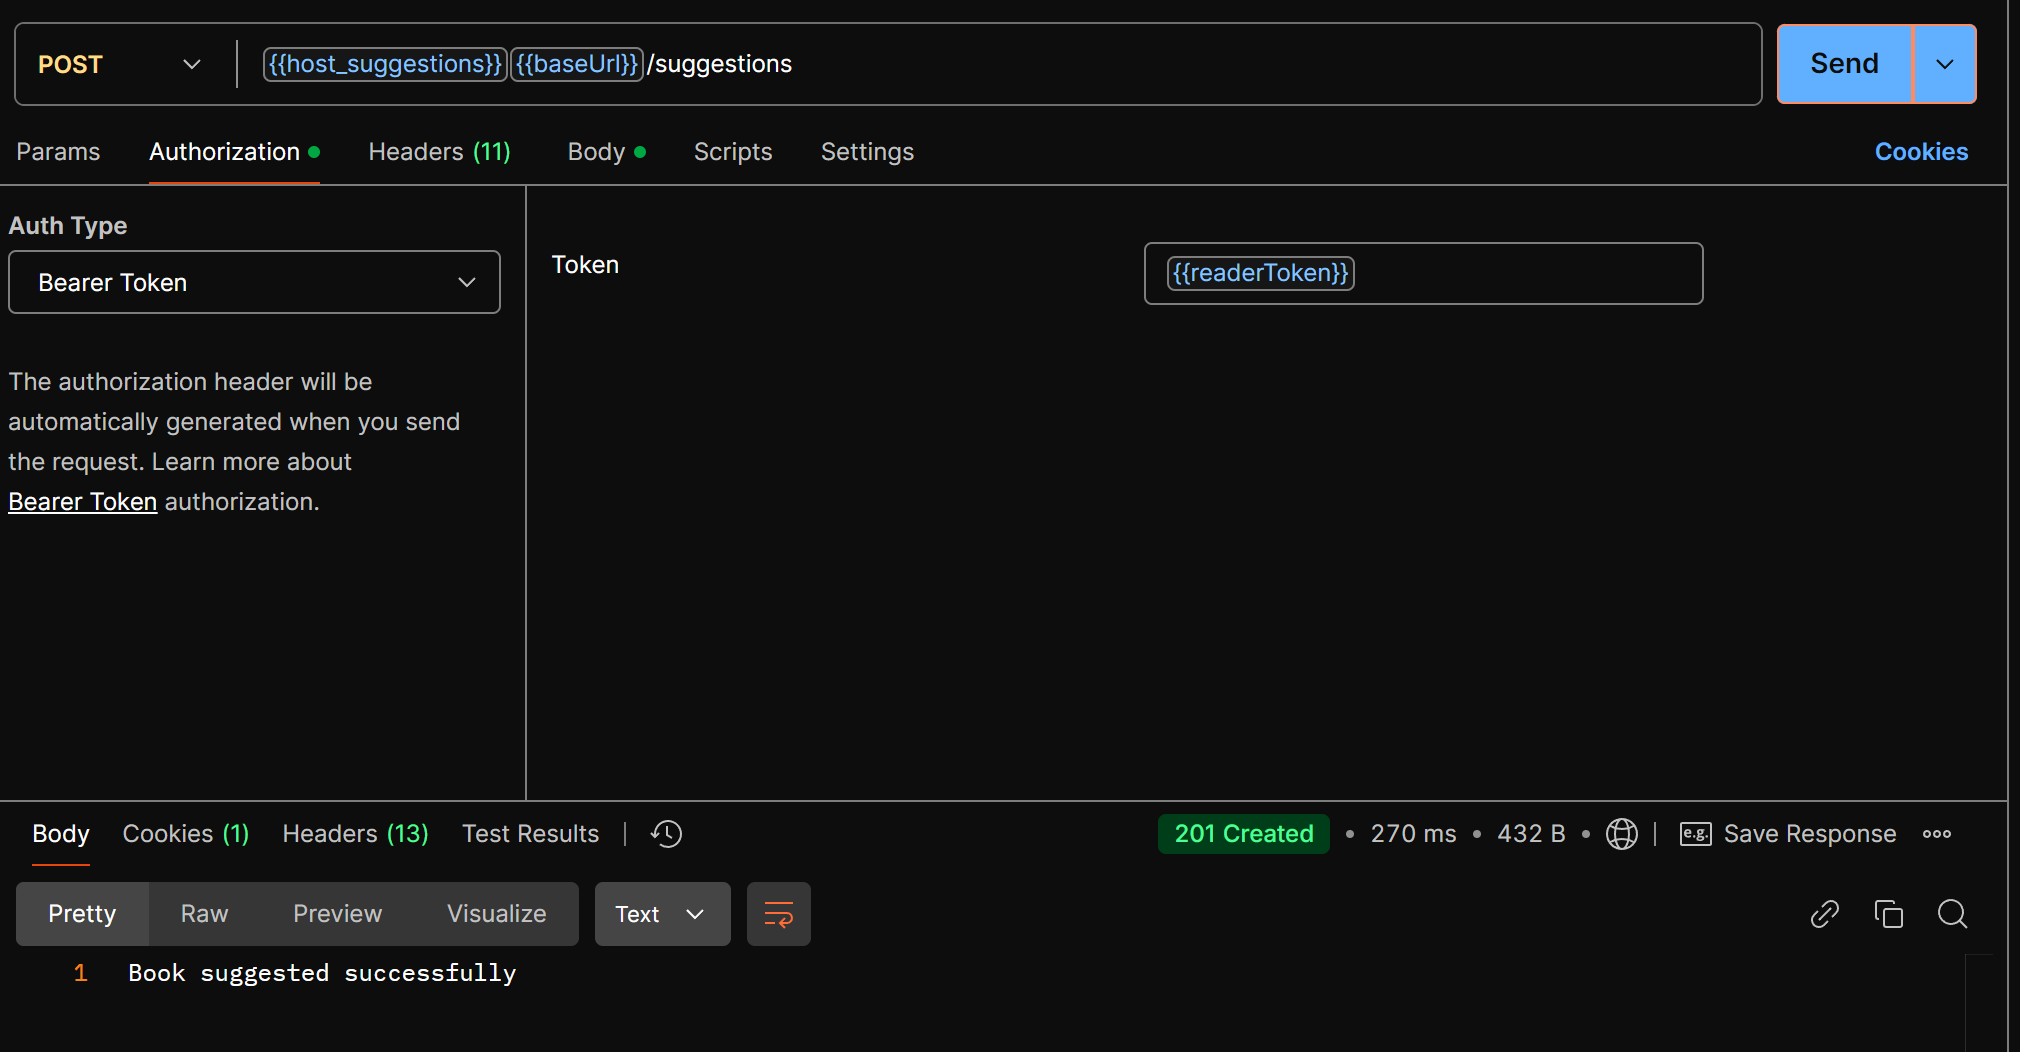 POST {{host_suggestions}} {{baseUrl}} /suggestions Send
Params Authorization Headers (11) Body Scripts Settings Cookies
Auth Type
Bearer Token
The authorization header will be
automatically generated when you send
the request. Learn more about
Bearer Token authorization.
Token {{readerToken}}
Body Cookies (1) Headers (13) Test Results 201 Created • 270 ms • 432 B • e.g. Save Response
Pretty Raw Preview Visualize Text
1 Book suggested successfully